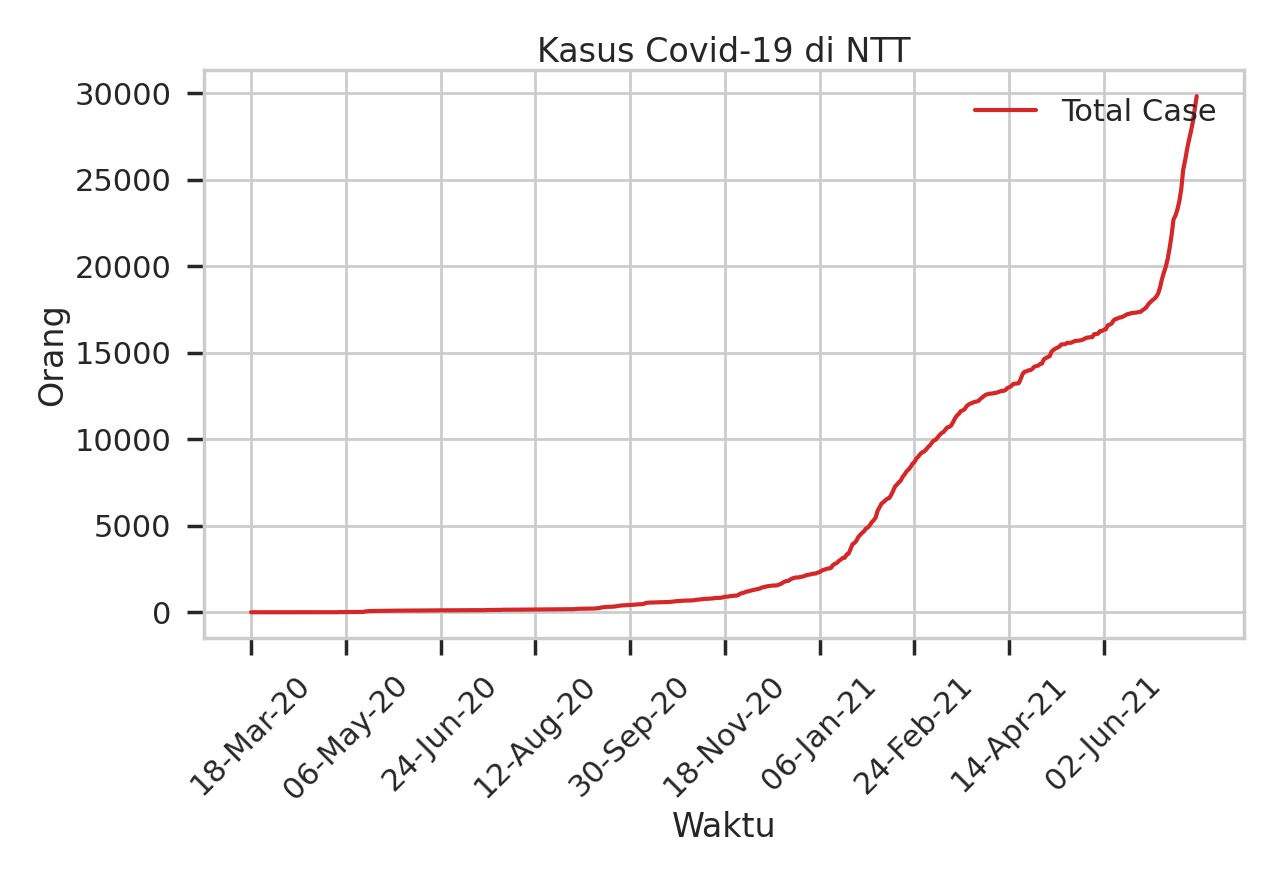 Kasus Covid-19 di NTT
Total Case
Orang
30000
25000
20000
15000
10000
5000
0
18-Mar-20
06-May-20
24-Jun-20
12-Aug-20
30-Sep-20
18-Nov-20
06-Jan-21
24-Feb-21
14-Apr-21
02-Jun-21
Waktu